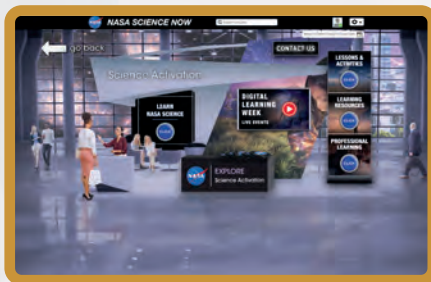 NASA SCIENCE NOW
go back
CONTACT US
Science Activation
LESSONS &
ACTIVITIES
LEARN
NASA SCIENCE
DIGITAL
LEARNING
WEEK
LIVE EVENTS
LEARNING
RESOURCES
PROFESSIONAL
LEARNING
NASA
EXPLORE
Science Activation